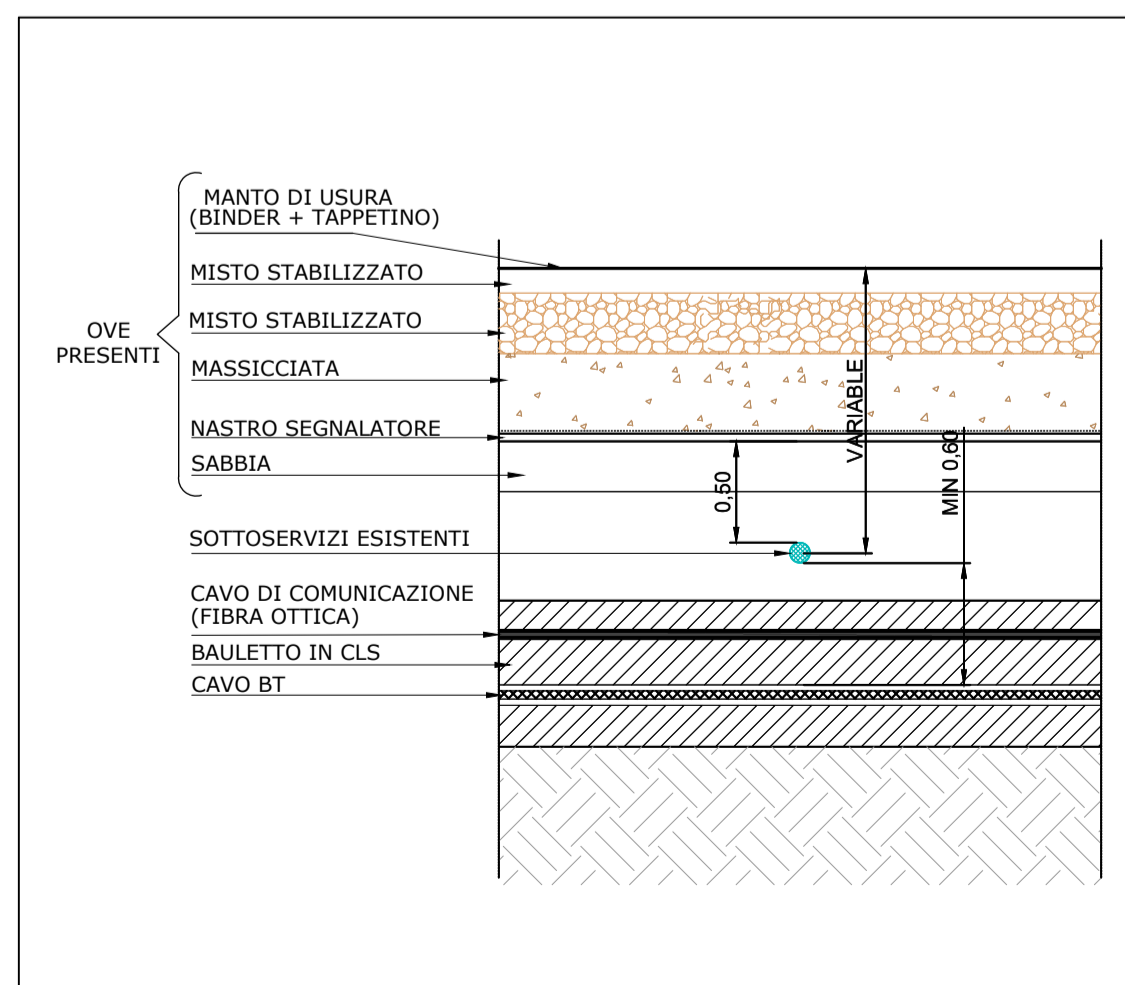 MANTO DI USURA
(BINDER + TAPPETINO)
MISTO STABILIZZATO
MISTO STABILIZZATO
OVE
PRESENTI
MASSICCIATA
NASTRO SEGNALATORE
SABBIA
SOTTOSERVIZI ESISTENTI
CAVO DI COMUNICAZIONE
(FIBRA OTTICA)
BAULETTO IN CLS
CAVO BT
0,50
VARIABLE
MIN 0,60